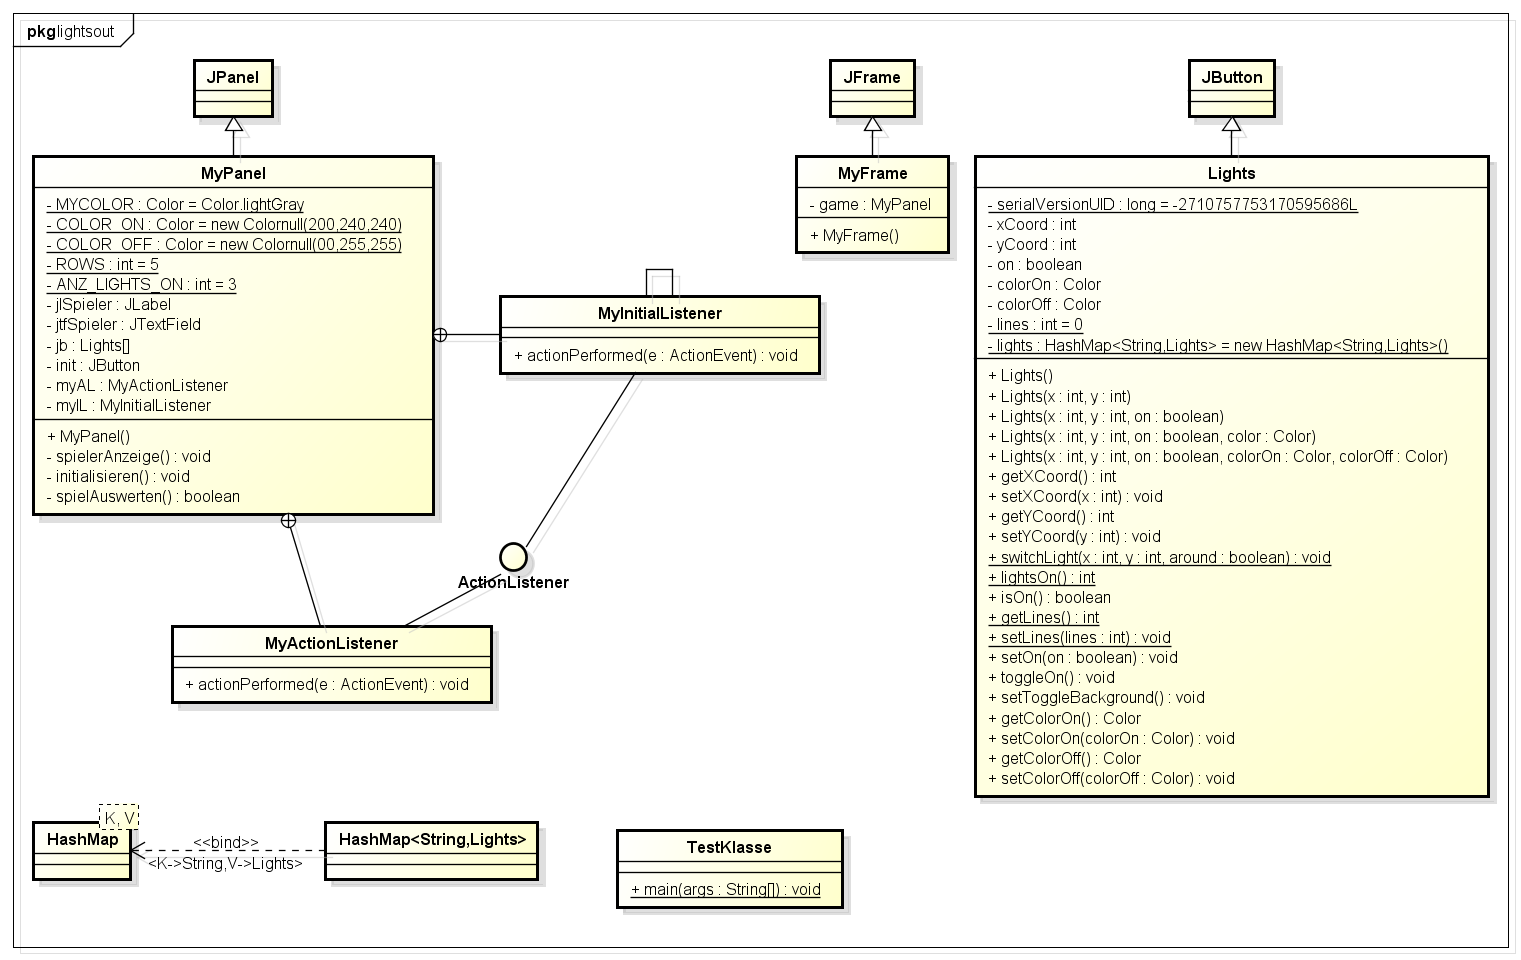 pkg lightsout
JPanel
JFrame
JButton
MyPanel
- MYCOLOR : Color = Color.lightGray
- COLOR_ON : Color = new Colornull(200,240,240)
- COLOR_OFF : Color = new Colornull(00,255,255)
- ROWS : int = 5
- ANZ_LIGHTS_ON : int = 3
- jlSpieler : JLabel
- jtfSpieler : JTextField
- jb : Lights[]
- init : JButton
- myAL : MyActionListener
- myIL : MyInitialListener
+ MyPanel()
- spielerAnzeige() : void
- initialisieren() : void
- spielAuswerten() : boolean
MyFrame
- game : MyPanel
+ MyFrame()
Lights
- serialVersionUID : long = -2710757753170595686L
- xCoord : int
- yCoord : int
- on : boolean
- colorOn : Color
- colorOff : Color
- lines : int = 0
- lights : HashMap<String,Lights> = new HashMap<String,Lights>()
+ Lights()
+ Lights(x : int, y : int)
+ Lights(x : int, y : int, on : boolean)
+ Lights(x : int, y : int, on : boolean, color : Color)
+ Lights(x : int, y : int, on : boolean, colorOn : Color, colorOff : Color)
+ getXCoord() : int
+ setXCoord(x : int) : void
+ getYCoord() : int
+ setYCoord(y : int) : void
+ switchLight(x : int, y : int, around : boolean) : void
+ lightsOn() : int
+ isOn() : boolean
+ getLines() : int
+ setLines(lines : int) : void
+ setOn(on : boolean) : void
+ toggleOn() : void
+ setToggleBackground() : void
+ getColorOn() : Color
+ setColorOn(colorOn : Color) : void
+ getColorOff() : Color
+ setColorOff(colorOff : Color) : void
MyInitialListener
+ actionPerformed(e : ActionEvent) : void
ActionListener
MyActionListener
+ actionPerformed(e : ActionEvent) : void
K, V
HashMap
<<bind>>
<K->String,V->Lights>
HashMap<String,Lights>
TestKlasse
+ main(args : String[]) : void